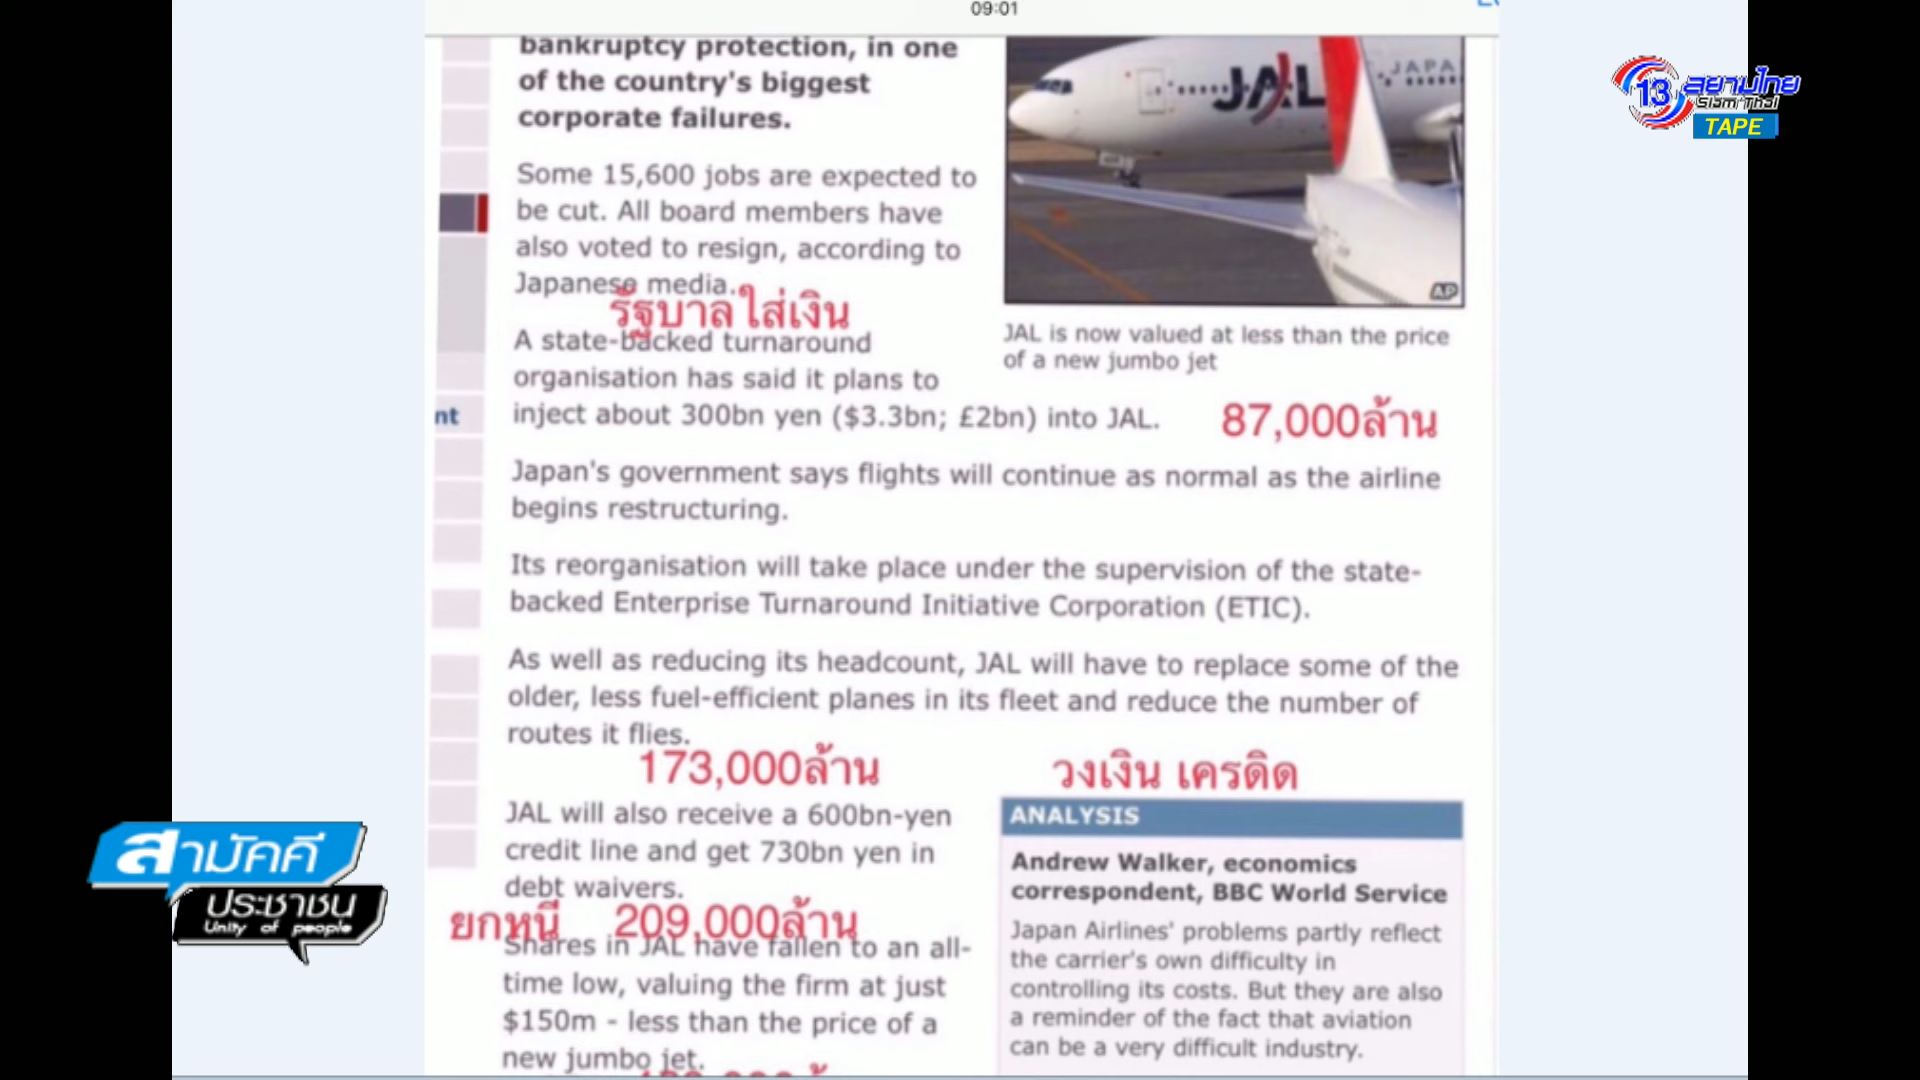 09:01
bankruptcy protection, in one
of the country's biggest
corporate failures.
JAL
JAPA
13 สยามไทย
Siam Thai
TAPE
Some 15,600 jobs are expected to
be cut. All board members have
also voted to resign, according to
Japanese media.
AP
รัฐบาลใส่เงิน
JAL is now valued at less than the price
of a new jumbo jet
A state-backed turnaround
organisation has said it plans to
nt
inject about 300bn yen ($3.3bn; £2bn) into JAL.
87,000ล้าน
Japan's government says flights will continue as normal as the airline
begins restructuring.
Its reorganisation will take place under the supervision of the state-
backed Enterprise Turnaround Initiative Corporation (ETIC).
As well as reducing its headcount, JAL will have to replace some of the
older, less fuel-efficient planes in its fleet and reduce the number of
routes it flies.
173,000ล้าน
วงเงิน เครดิต
JAL will also receive a 600bn-yen
credit line and get 730bn yen in
debt waivers.
ยกหนี 209,000ล้าน
Shares in JAL have fallen to an all-
time low, valuing the firm at just
$150m - less than the price of a
new jumbo jet.
ANALYSIS
Andrew Walker, economics
correspondent, BBC World Service
Japan Airlines' problems partly reflect
the carrier's own difficulty in
controlling its costs. But they are also
a reminder of the fact that aviation
can be a very difficult industry.
สามัคคี
ประชาชน
Unity of people